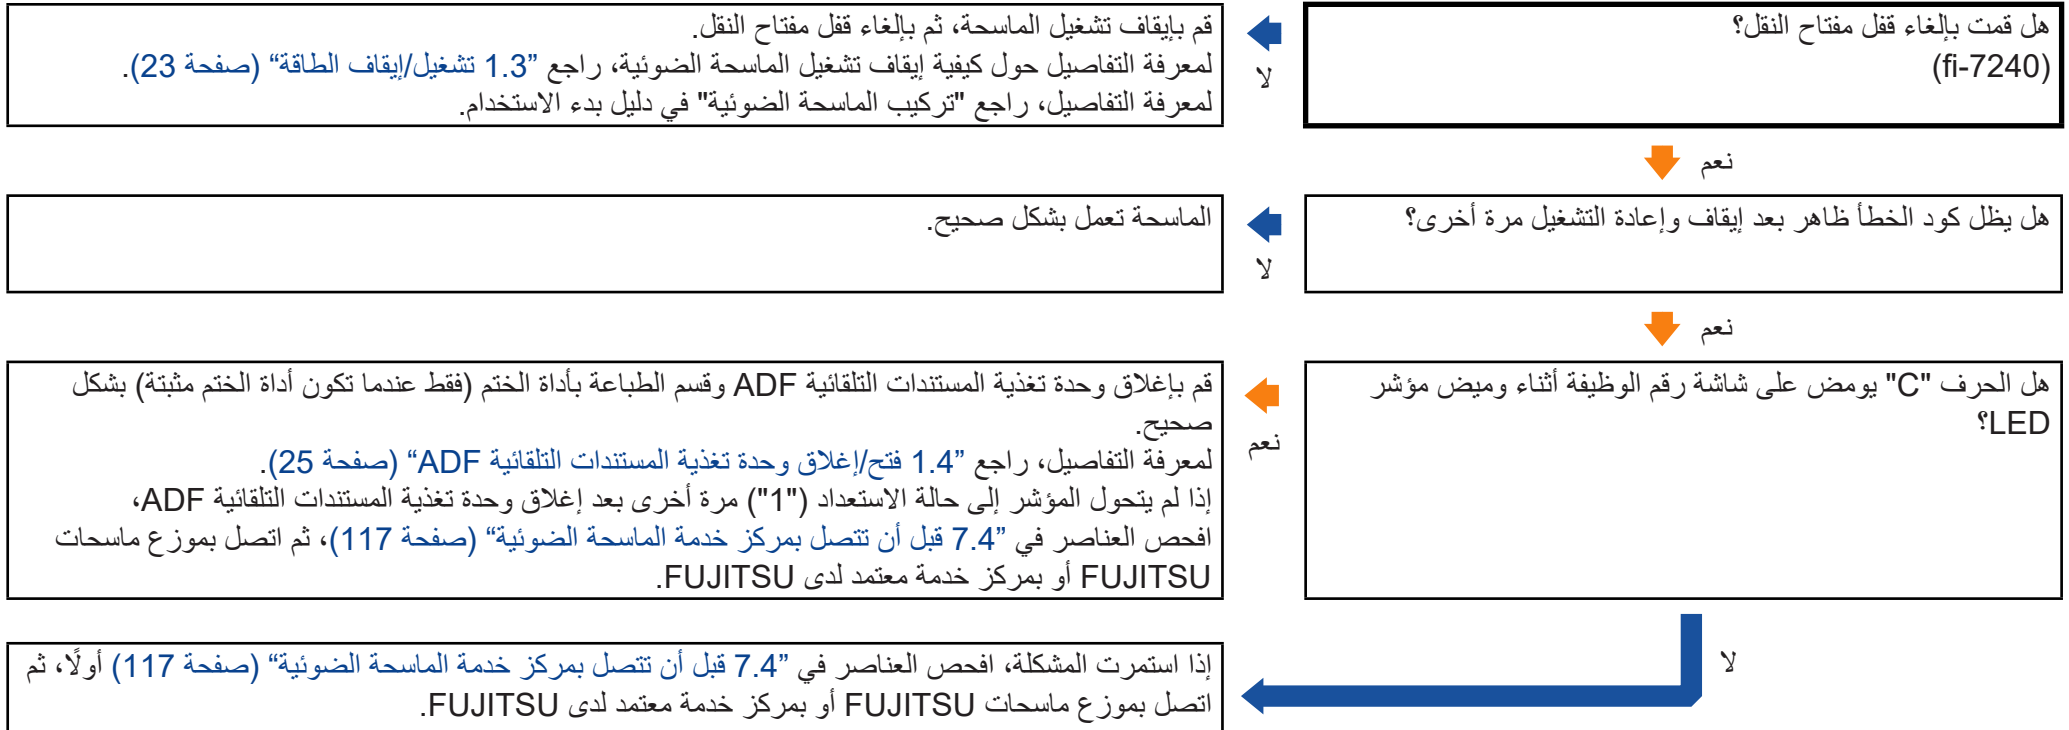 هل قمت بإلغاء قفل مفتاح النقل؟
(fi-7240)
لا
قم بإيقاف تشغيل الماسحة، ثم بإلغاء قفل مفتاح النقل.
لمعرفة التفاصيل حول كيفية إيقاف تشغيل الماسحة الضوئية، راجع ”1.3 تشغيل/إيقاف الطاقة“ (صفحة 23).
لمعرفة التفاصيل، راجع "تركيب الماسحة الضوئية" في دليل بدء الاستخدام.
نعم
هل يظل كود الخطأ ظاهر بعد إيقاف وإعادة التشغيل مرة أخرى؟
لا
الماسحة تعمل بشكل صحيح.
نعم
هل الحرف "C" يومض على شاشة رقم الوظيفة أثناء وميض مؤشر
LED؟
نعم
قم بإغلاق وحدة تغذية المستندات التلقائية ADF وقسم الطباعة بأداة الختم (فقط عندما تكون أداة الختم مثبتة) بشكل
صحيح.
لمعرفة التفاصيل، راجع ”1.4 فتح/إغلاق وحدة تغذية المستندات التلقائية ADF“ (صفحة 25).
إذا لم يتحول المؤشر إلى حالة الاستعداد ("1") مرة أخرى بعد إغلاق وحدة تغذية المستندات التلقائية ADF،
افحص العناصر في ”7.4 قبل أن تتصل بمركز خدمة الماسحة الضوئية“ (صفحة 117)، ثم اتصل بموزع ماسحات
FUJITSU أو بمركز خدمة معتمد لدى FUJITSU.
لا
إذا استمرت المشكلة، افحص العناصر في ”7.4 قبل أن تتصل بمركز خدمة الماسحة الضوئية“ (صفحة 117) أولًا، ثم
اتصل بموزع ماسحات FUJITSU أو بمركز خدمة معتمد لدى FUJITSU.